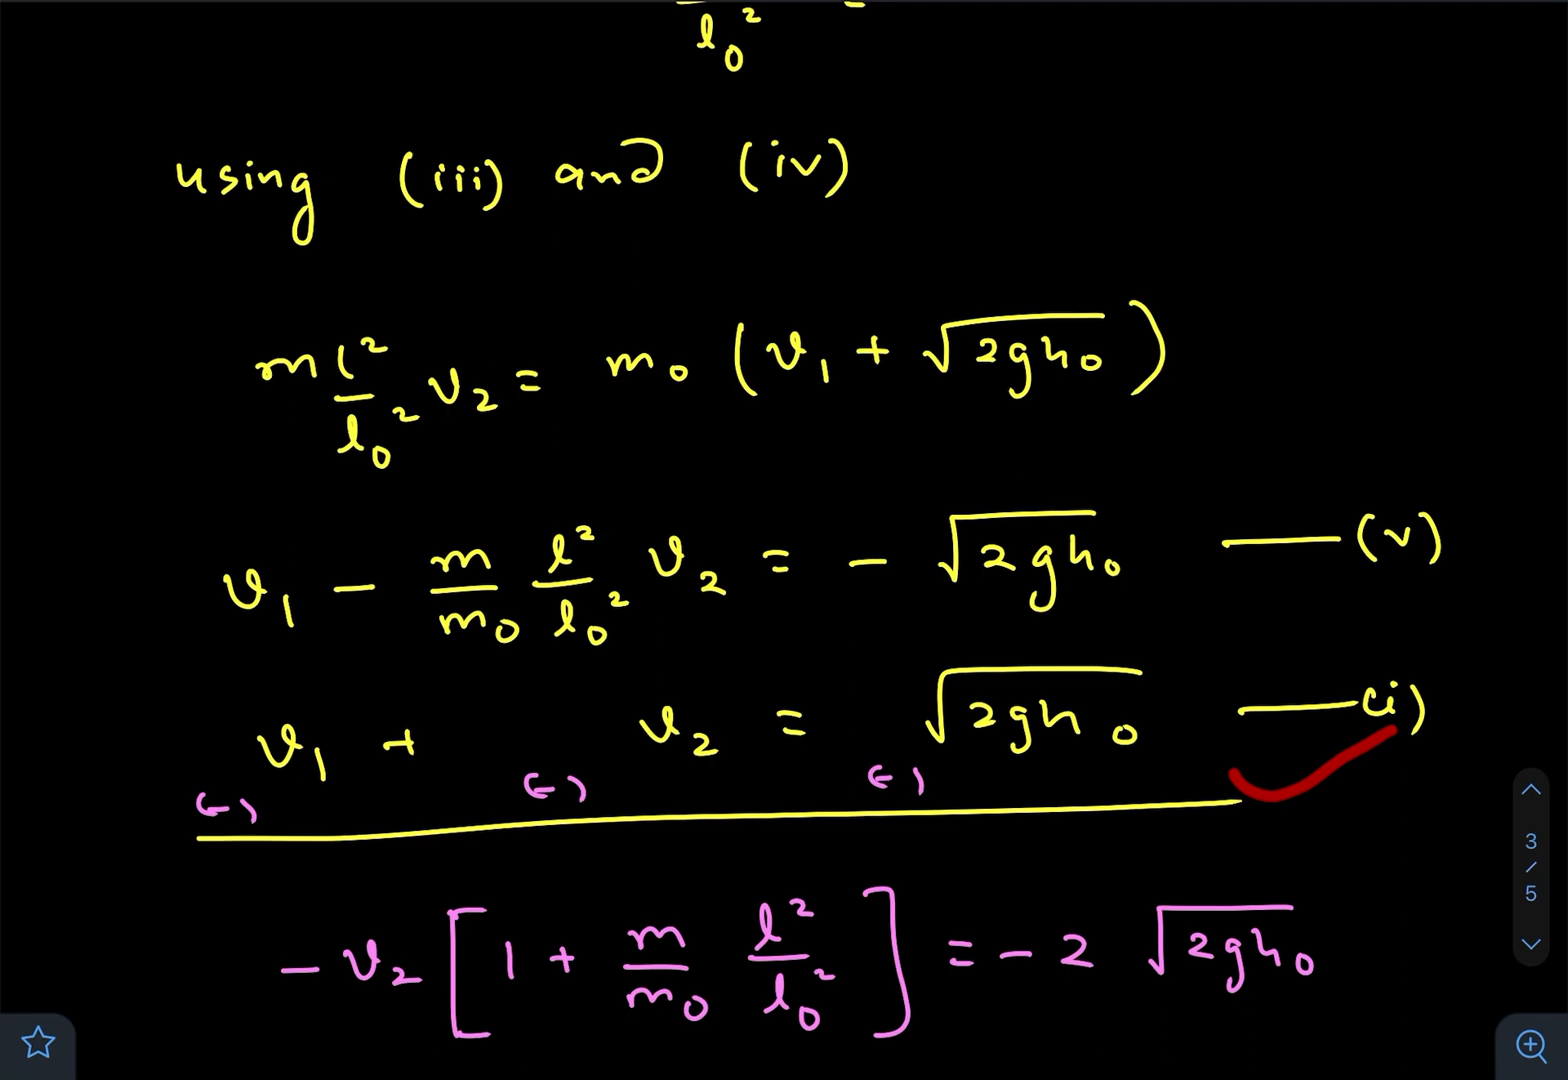 l₀² =
using (iii) and (iv)
m l²/l₀² v₂ = m₀ (v₁ + √2gh₀)
v₁ − m/m₀ l²/l₀² v₂ = − √2gh₀ —— (v)
v₁ + v₂ = √2gh₀ —— (i)
(−) (−) (−)
− v₂ [1 + m/m₀ l²/l₀²] = − 2 √2gh₀
3
/
5